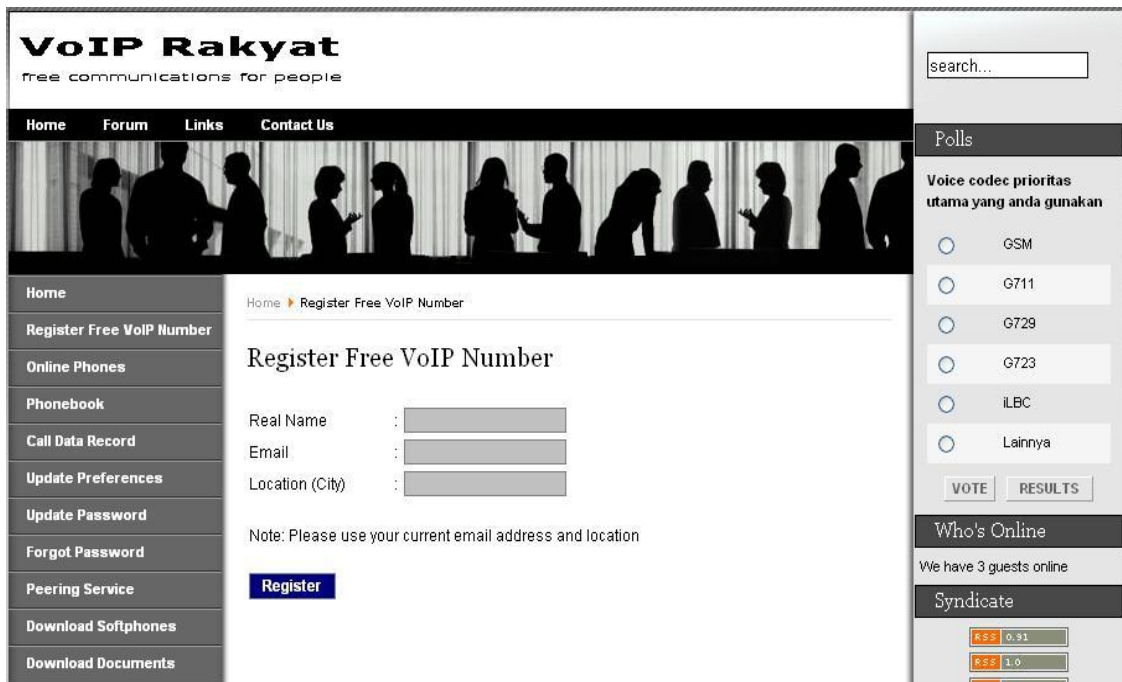 VoIP Rakyat
free communications for people
search...
Home Forum Links Contact Us
Home
Register Free VoIP Number
Online Phones
Phonebook
Call Data Record
Update Preferences
Update Password
Forgot Password
Peering Service
Download Softphones
Download Documents
Home Register Free VoIP Number
Register Free VoIP Number
Real Name :
Email :
Location (City) :
Note: Please use your current email address and location
Register
Polls
Voice codec prioritas
utama yang anda gunakan
GSM
G711
G729
G723
iLBC
Lainnya
VOTE RESULTS
Who's Online
We have 3 guests online
Syndicate
RSS 0.91
RSS 1.0